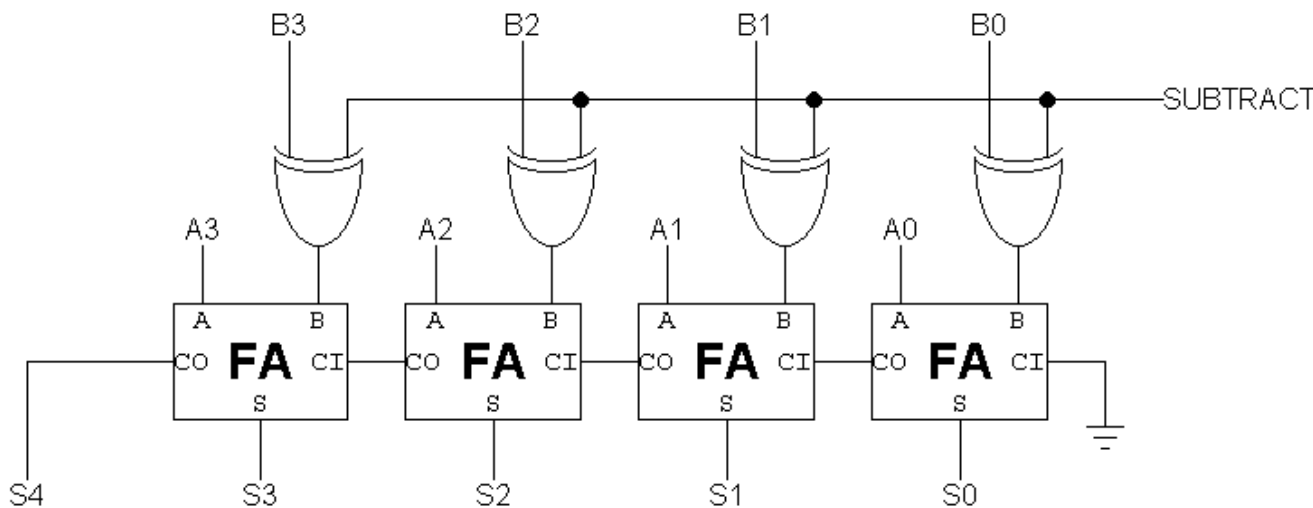 B3 B2 B1 B0
SUBTRACT
A3 A2 A1 A0
A B A B A B A B
CO FA CI CO FA CI CO FA CI CO FA CI
S S S S
S4 S3 S2 S1 S0